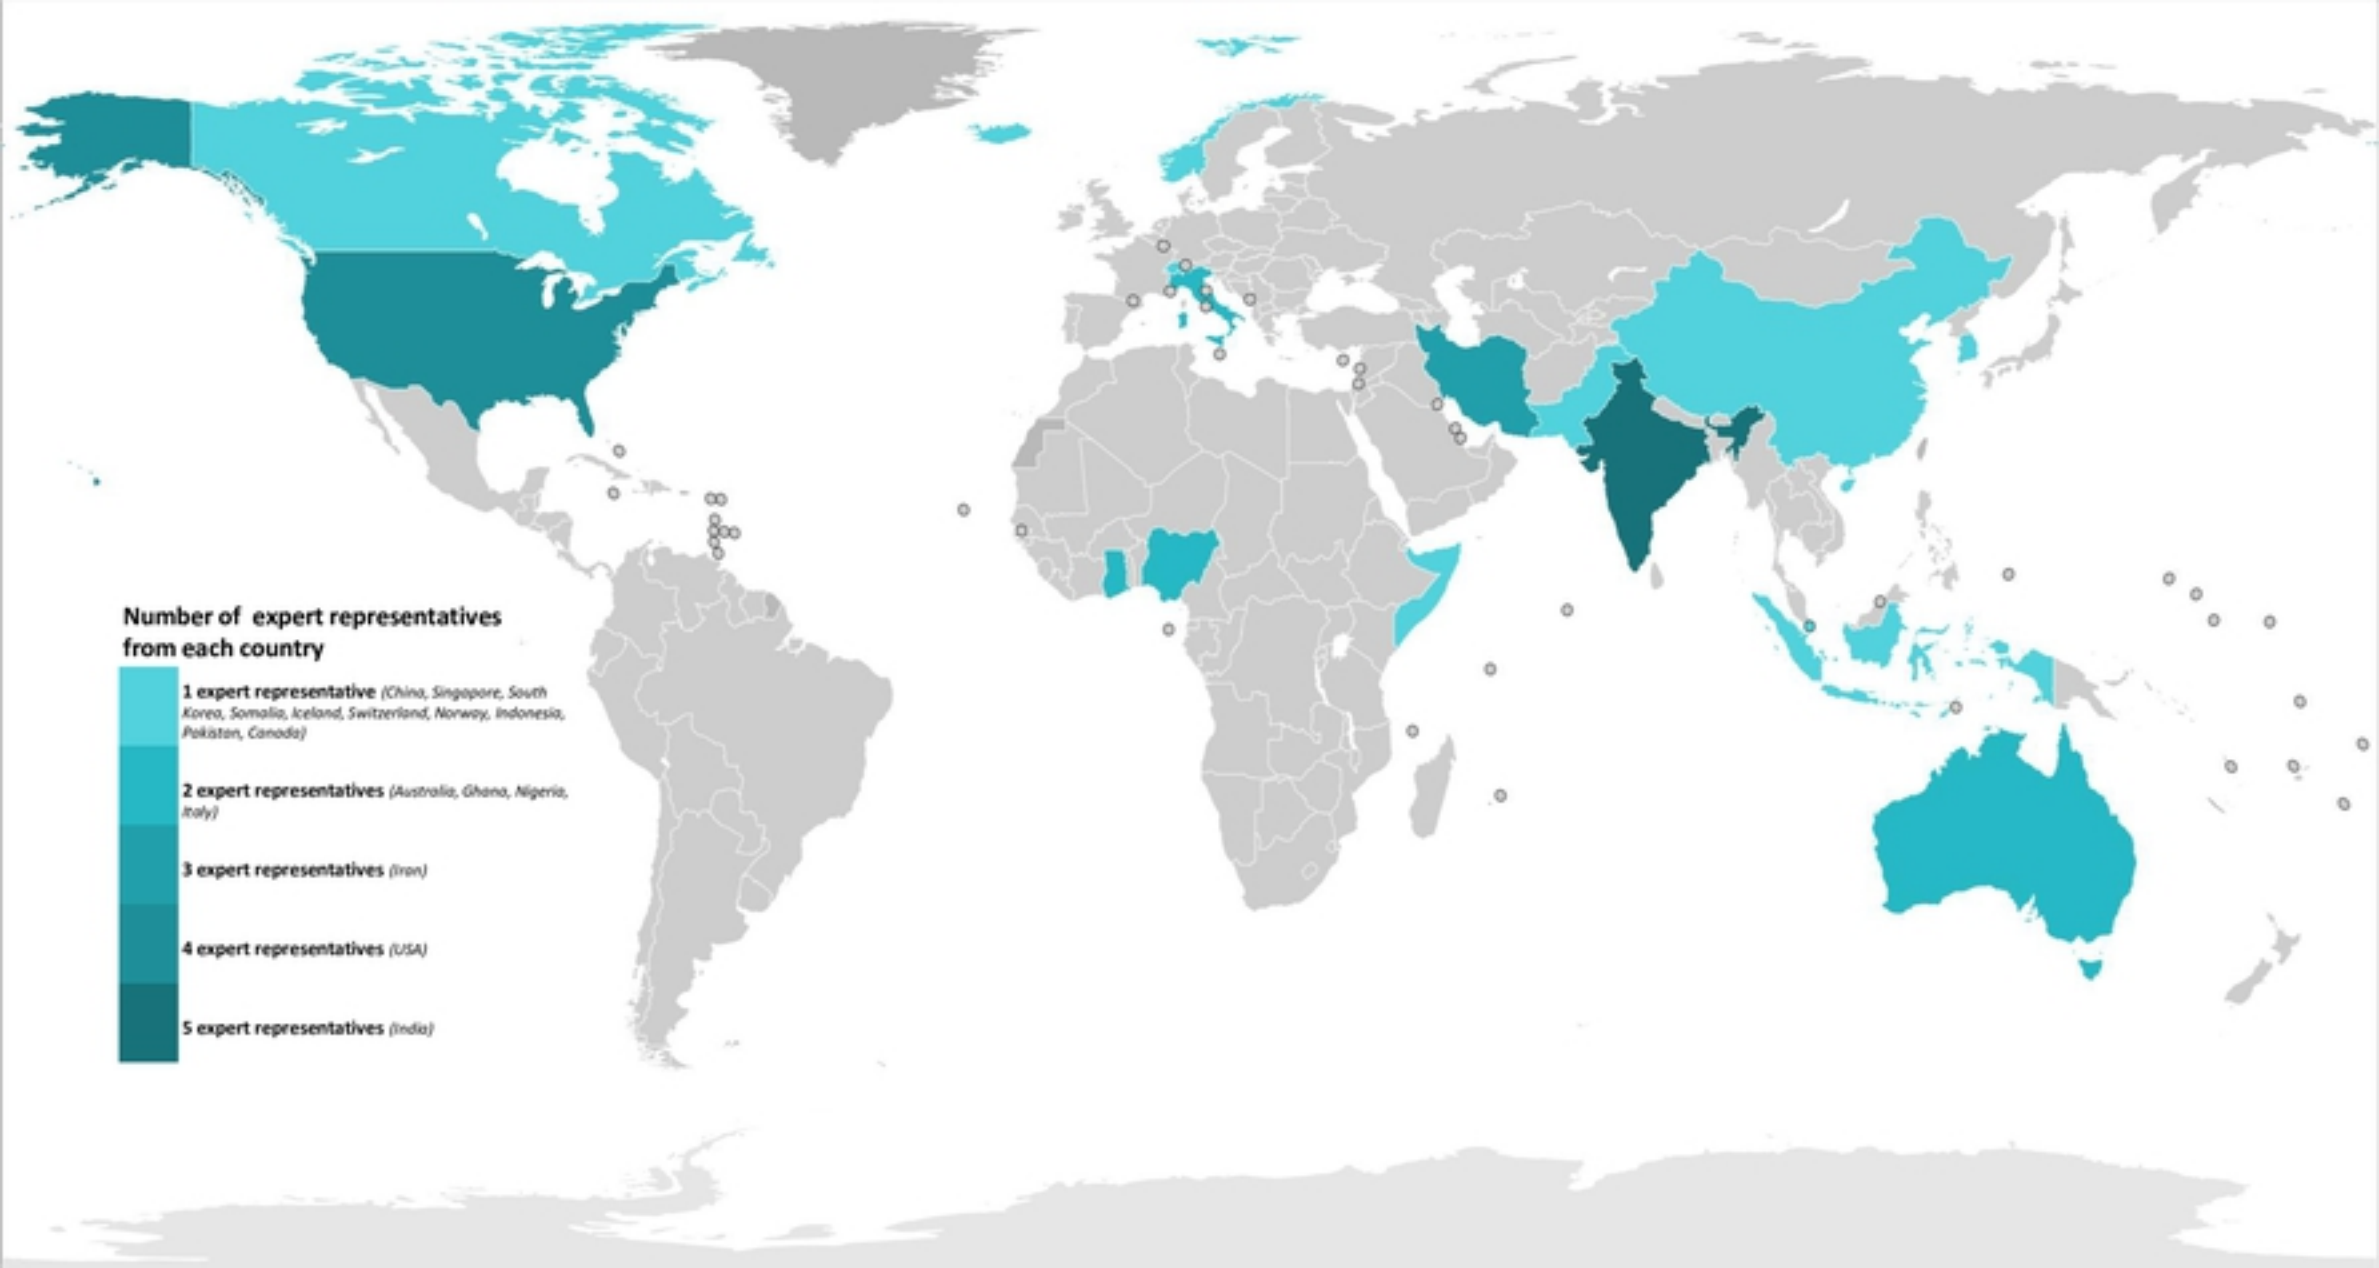 Number of expert representatives
from each country
1 expert representative (China, Singapore, South
Korea, Somalia, Iceland, Switzerland, Norway, Indonesia,
Pakistan, Canada)
2 expert representatives (Australia, Ghana, Nigeria,
Italy)
3 expert representatives (Iran)
4 expert representatives (USA)
5 expert representatives (India)